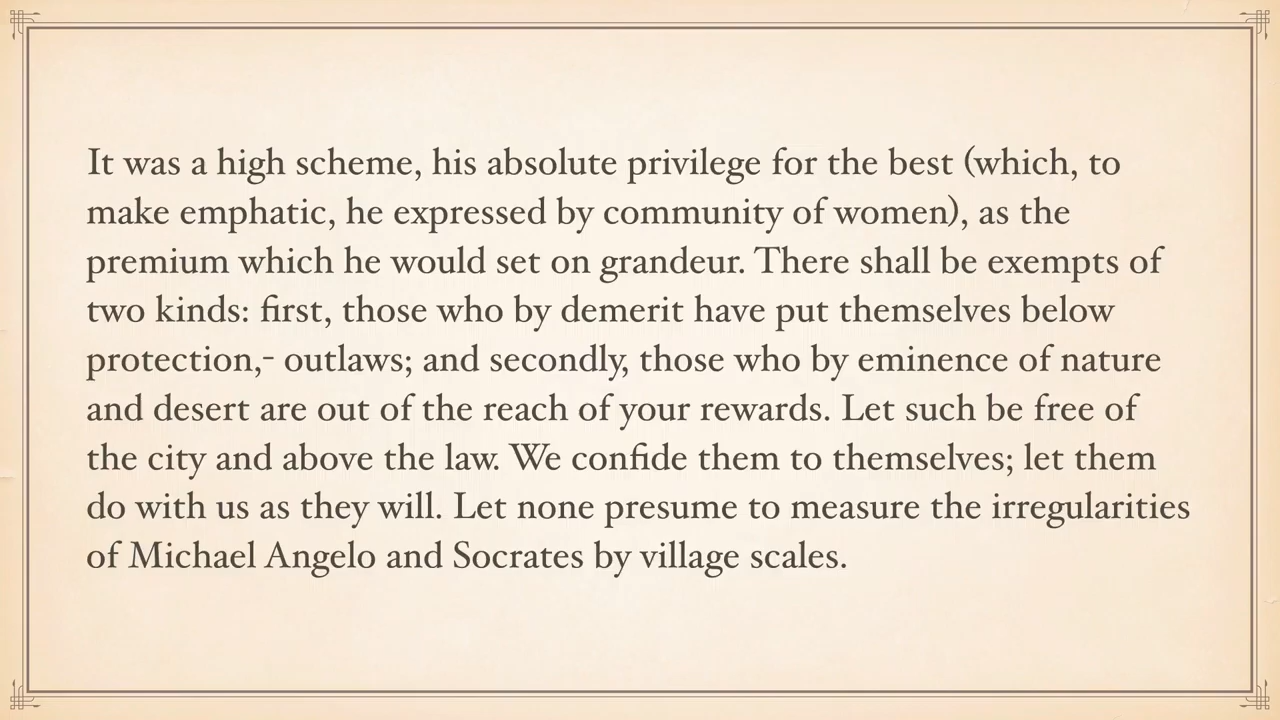 It was a high scheme, his absolute privilege for the best (which, to
make emphatic, he expressed by community of women), as the
premium which he would set on grandeur. There shall be exempts of
two kinds: first, those who by demerit have put themselves below
protection,- outlaws; and secondly, those who by eminence of nature
and desert are out of the reach of your rewards. Let such be free of
the city and above the law. We confide them to themselves; let them
do with us as they will. Let none presume to measure the irregularities
of Michael Angelo and Socrates by village scales.